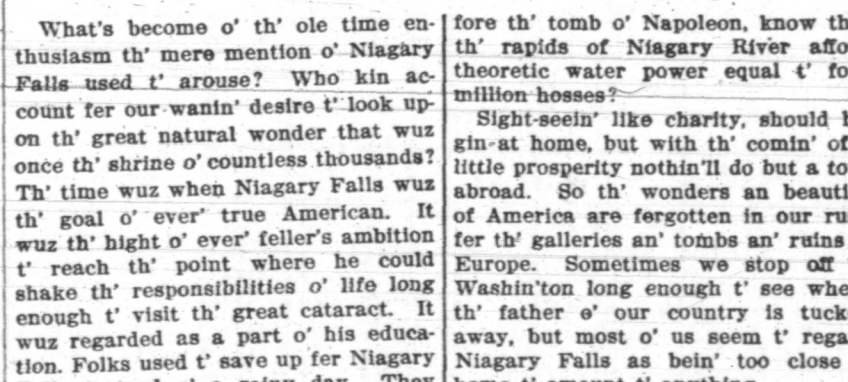 What's become o' th' ole time en-
thusiasm th' mere mention o' Niagary
Falls used t' arouse? Who kin ac-
count fer our wanin' desire t' look up-
on th' great natural wonder that wuz
once th' shrine o' countless thousands?
Th' time wuz when Niagary Falls wuz
th' goal o' ever' true American. It
wuz th' hight o' ever' feller's ambition
t' reach th' point where he could
shake th' responsibilities o' life long
enough t' visit th' great cataract. It
wuz regarded as a part o' his educa-
tion. Folks used t' save up fer Niagary
day. They
fore th' tomb o' Napoleon, know th
th' rapids of Niagary River affo
theoretic water power equal t' fo
million hosses?
Sight-seein' like charity, should b
gin at home, but with th' comin' of
little prosperity nothin'll do but a to
abroad. So th' wonders an beauti
of America are fergotten in our ru
fer th' galleries an' tombs an' ruins
Europe. Sometimes we stop off
Washin'ton long enough t' see whe
th' father o' our country is tuck
away, but most o' us seem t' rega
Niagary Falls as bein' too close
home t' amount t' anything